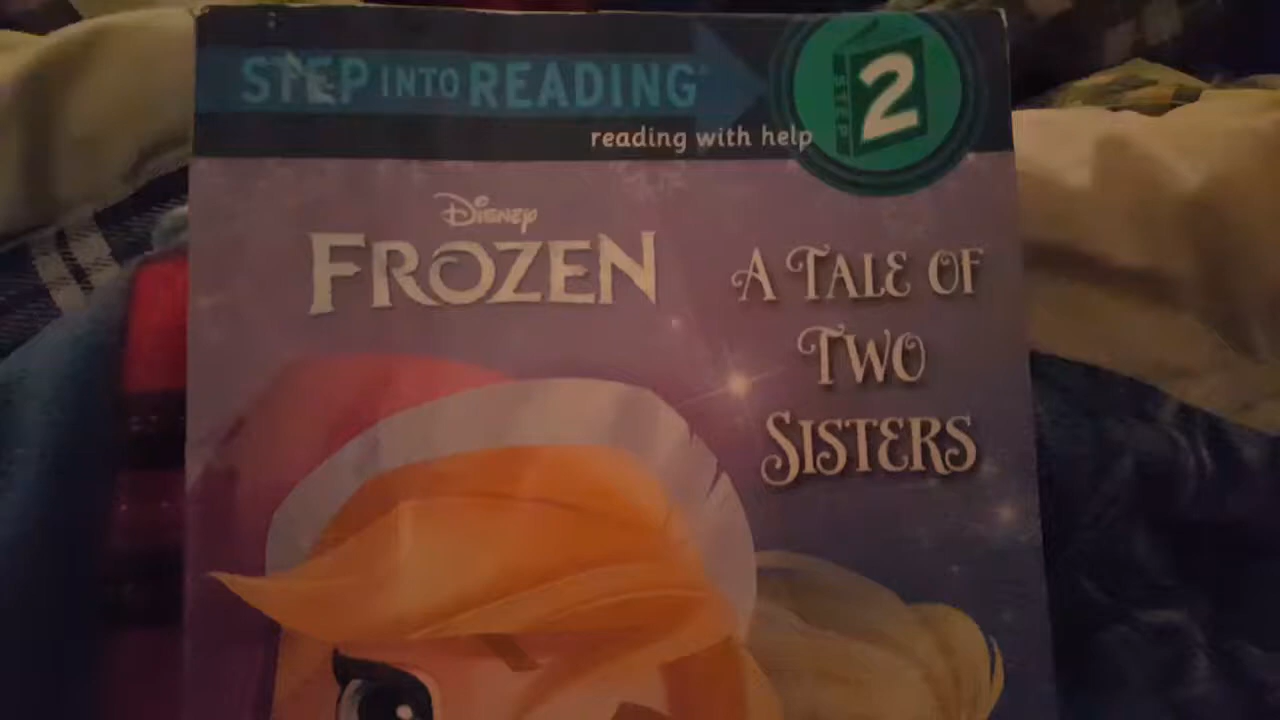 STEP INTO READING®
STEP 2
reading with help
DISNEY
FROZEN
A TALE OF
TWO
SISTERS